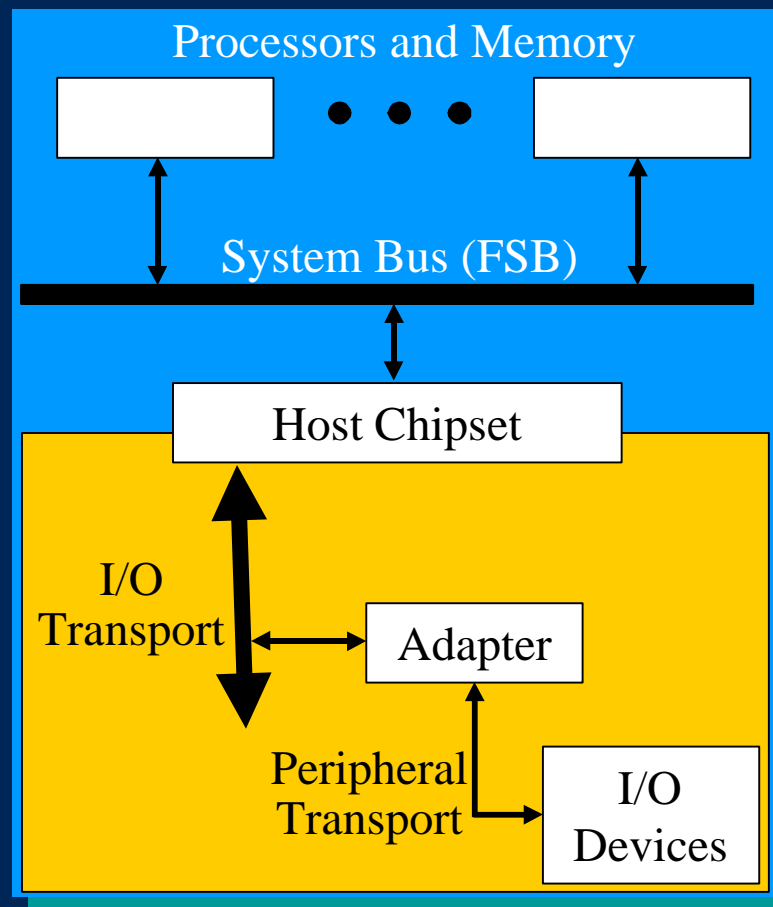 Processors and Memory
System Bus (FSB)
Host Chipset
I/O
Transport
Adapter
Peripheral
Transport
I/O
Devices